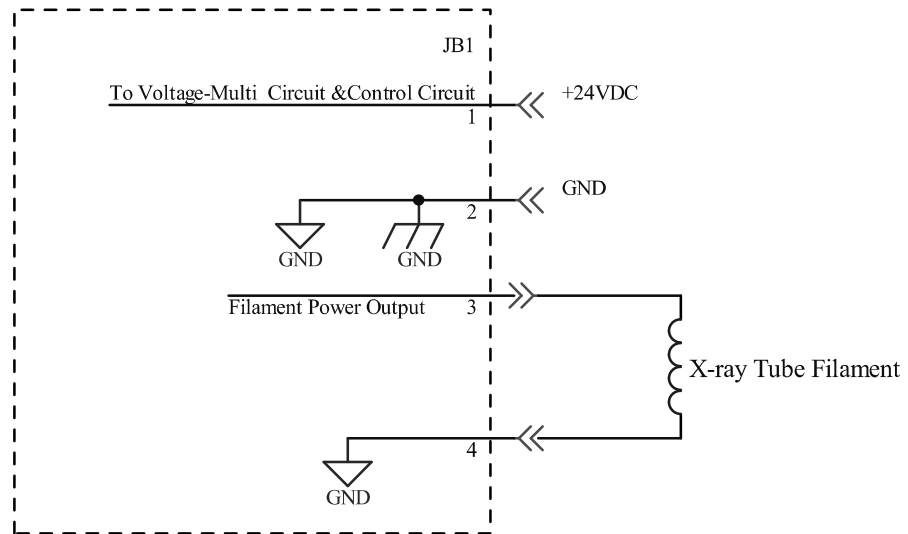 JB1
To Voltage-Multi Circuit &Control Circuit
1
+24VDC
GND
2
GND
GND
Filament Power Output
3
X-ray Tube Filament
4
GND